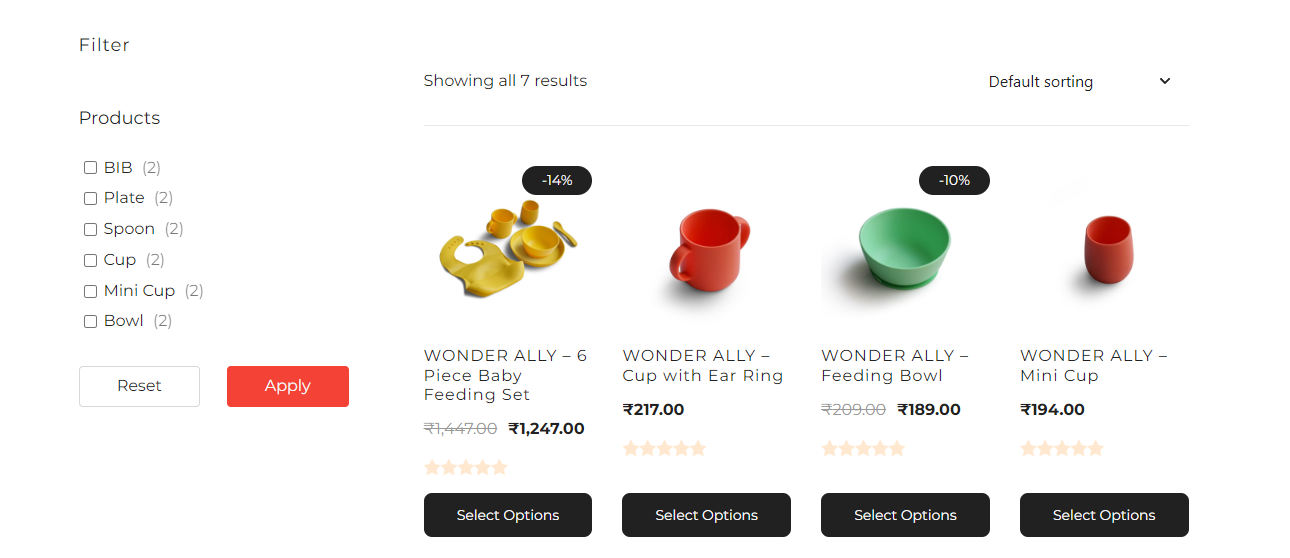 Filter
Products
BIB (2)
Plate (2)
Spoon (2)
Cup (2)
Mini Cup (2)
Bowl (2)
Reset
Apply
Showing all 7 results
Default sorting
-14%
WONDER ALLY – 6
Piece Baby
Feeding Set
₹1,447.00 ₹1,247.00
Select Options
WONDER ALLY –
Cup with Ear Ring
₹217.00
Select Options
-10%
WONDER ALLY –
Feeding Bowl
₹209.00 ₹189.00
Select Options
WONDER ALLY –
Mini Cup
₹194.00
Select Options